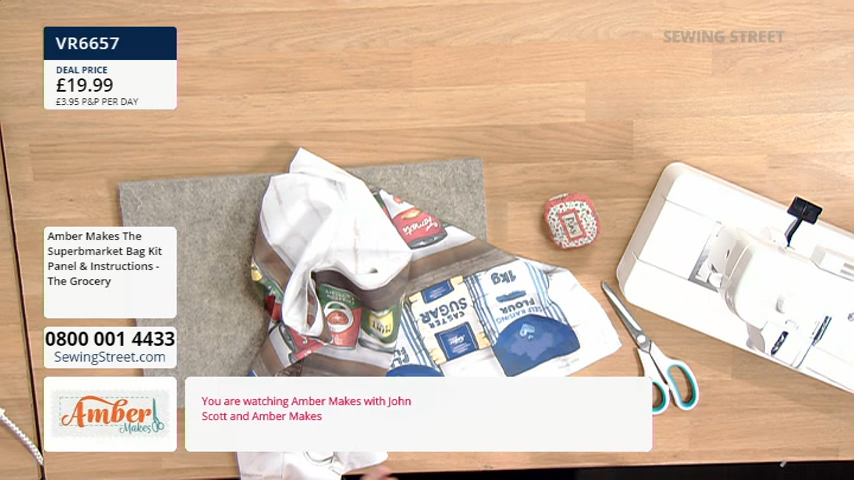 VR6657
SEWING STREET
DEAL PRICE
£19.99
£3.95 P&P PER DAY
Amber Makes The
Superbmarket Bag Kit
Panel & Instructions -
The Grocery
0800 001 4433
SewingStreet.com
Amber
Makes
You are watching Amber Makes with John
Scott and Amber Makes
CASTER
SUGAR
1kg
SELF RAISING
FLOUR